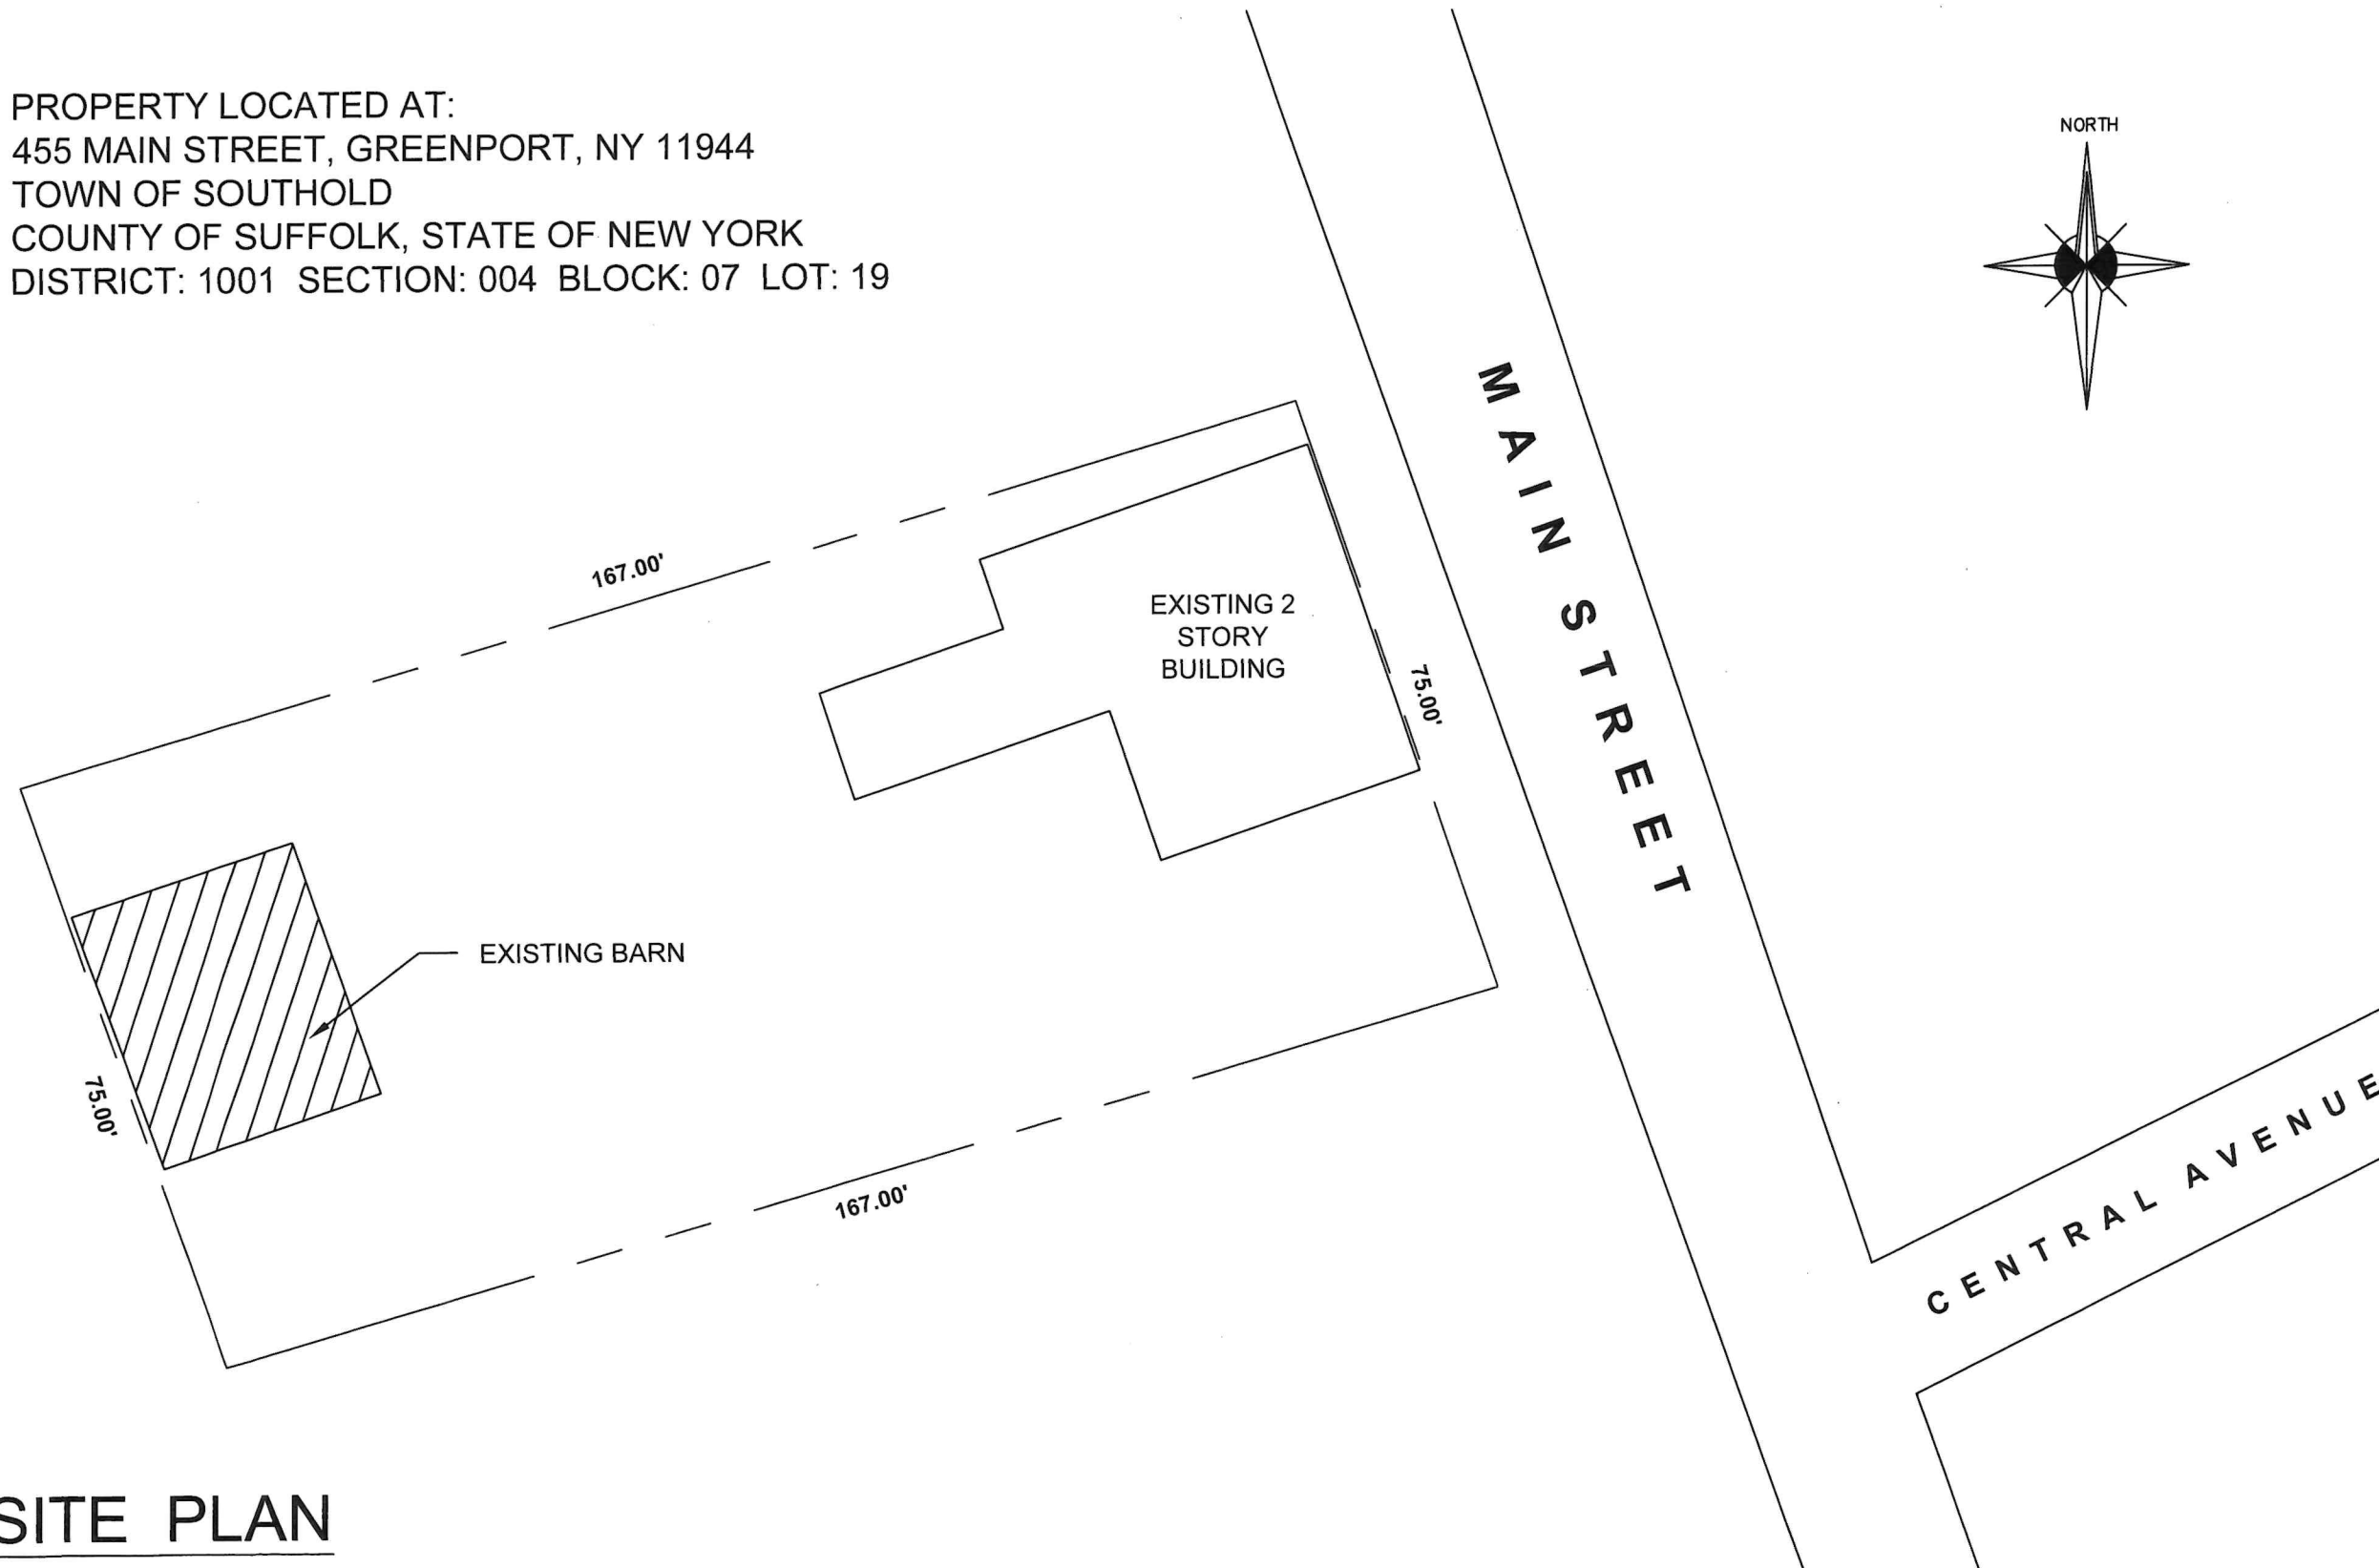 PROPERTY LOCATED AT:
455 MAIN STREET, GREENPORT, NY 11944
TOWN OF SOUTHOLD
COUNTY OF SUFFOLK, STATE OF NEW YORK
DISTRICT: 1001 SECTION: 004 BLOCK: 07 LOT: 19
NORTH
MAIN STREET
167.00'
EXISTING 2
STORY
BUILDING
75.00'
EXISTING BARN
75.00'
167.00'
CENTRAL AVENUE
SITE PLAN